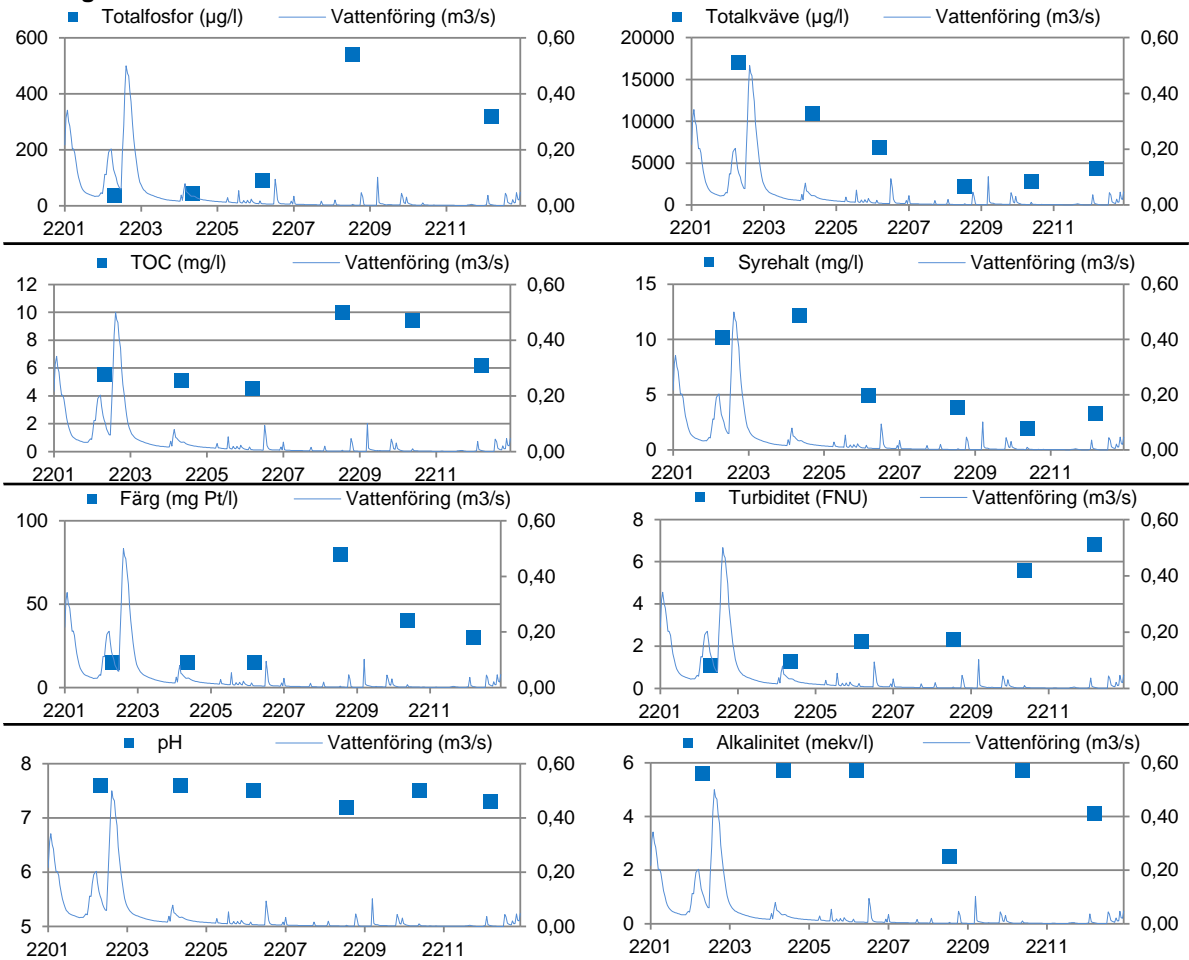 Totalfosfor (µg/l) Vattenföring (m3/s)
600 0,60
400 0,40
200 0,20
0 0,00
2201 2203 2205 2207 2209 2211
Totalkväve (µg/l) Vattenföring (m3/s)
20000 0,60
15000 0,40
10000
5000 0,20
0 0,00
2201 2203 2205 2207 2209 2211
TOC (mg/l) Vattenföring (m3/s)
12 0,60
10
8 0,40
6
4 0,20
2
0 0,00
2201 2203 2205 2207 2209 2211
Syrehalt (mg/l) Vattenföring (m3/s)
15 0,60
10 0,40
5 0,20
0 0,00
2201 2203 2205 2207 2209 2211
Färg (mg Pt/l) Vattenföring (m3/s)
100 0,60
0,40
50
0,20
0 0,00
2201 2203 2205 2207 2209 2211
Turbiditet (FNU) Vattenföring (m3/s)
8 0,60
6 0,40
4
2 0,20
0 0,00
2201 2203 2205 2207 2209 2211
pH Vattenföring (m3/s)
8 0,60
7 0,40
6 0,20
5 0,00
2201 2203 2205 2207 2209 2211
Alkalinitet (mekv/l) Vattenföring (m3/s)
6 0,60
4 0,40
2 0,20
0 0,00
2201 2203 2205 2207 2209 2211